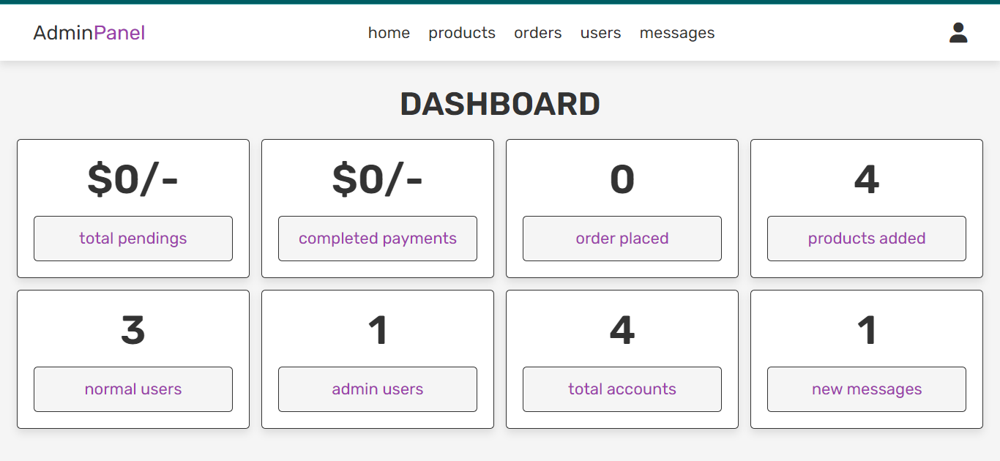 AdminPanel home products orders users messages
DASHBOARD
$0/- $0/- 0 4
total pendings completed payments order placed products added
3 1 4 1
normal users admin users total accounts new messages